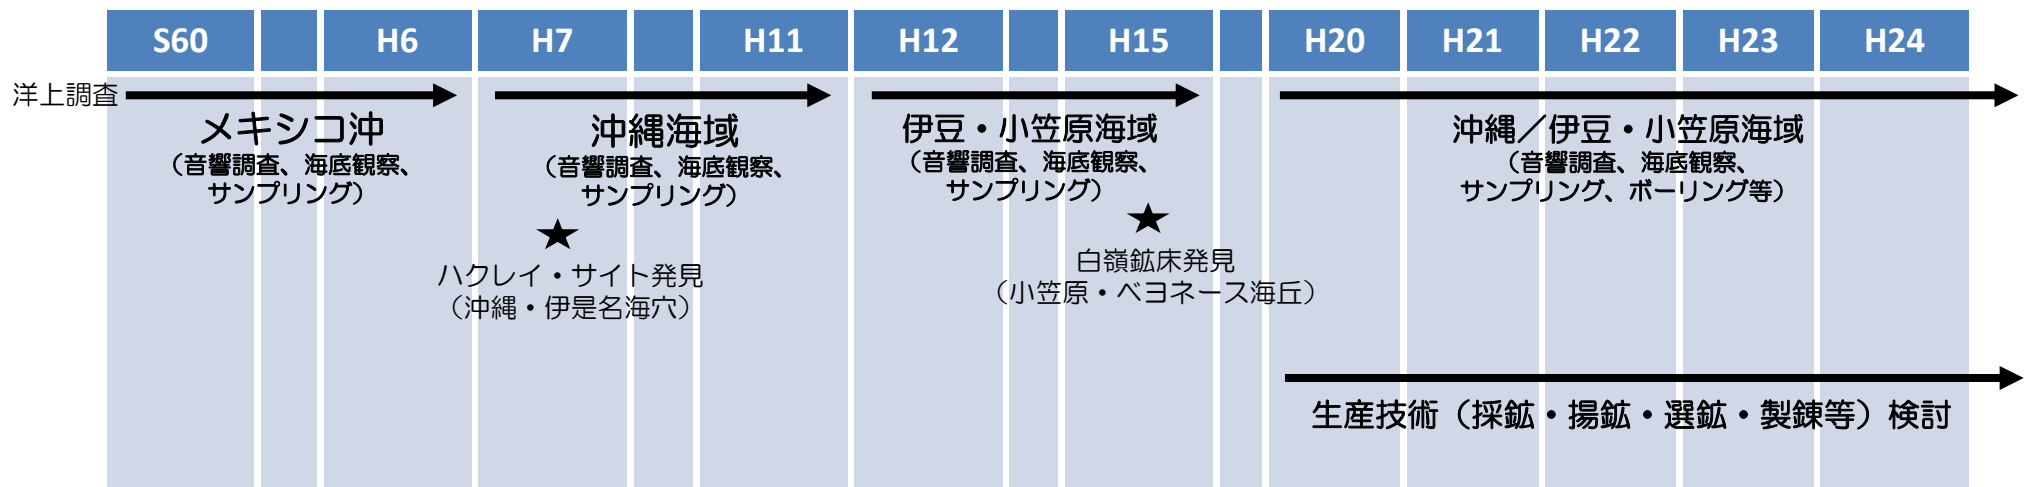 S60 H6 H7 H11 H12 H15 H20 H21 H22 H23 H24
洋上調査
メキシコ沖
（音響調査、海底観察、
サンプリング）
沖縄海域
（音響調査、海底観察、
サンプリング）
ハクレイ・サイト発見
（沖縄・伊是名海穴）
伊豆・小笠原海域
（音響調査、海底観察、
サンプリング）
白嶺鉱床発見
（小笠原・ベヨネース海丘）
沖縄／伊豆・小笠原海域
（音響調査、海底観察、
サンプリング、ボーリング等）
生産技術（採鉱・揚鉱・選鉱・製錬等）検討